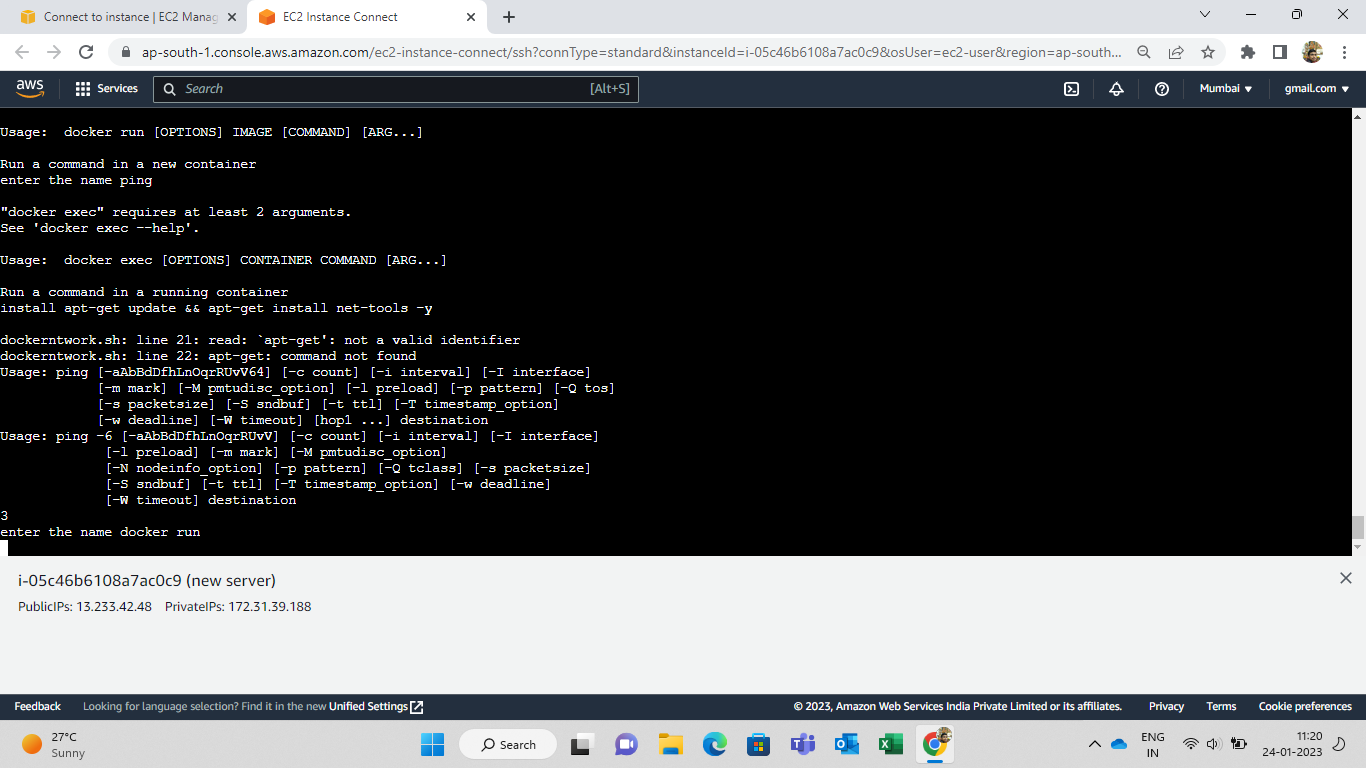 Connect to instance | EC2 Manag
EC2 Instance Connect
ap-south-1.console.aws.amazon.com/ec2-instance-connect/ssh?connType=standard&instanceId=i-05c46b6108a7ac0c9&osUser=ec2-user&region=ap-south...
aws
Services
Search
[Alt+S]
Mumbai
gmail.com
Usage:  docker run [OPTIONS] IMAGE [COMMAND] [ARG...]
Run a command in a new container
enter the name ping
"docker exec" requires at least 2 arguments.
See 'docker exec --help'.
Usage:  docker exec [OPTIONS] CONTAINER COMMAND [ARG...]
Run a command in a running container
install apt-get update && apt-get install net-tools -y
dockerntwork.sh: line 21: read: `apt-get': not a valid identifier
dockerntwork.sh: line 22: apt-get: command not found
Usage: ping [-aAbBdDfhLnOqrRUvV64] [-c count] [-i interval] [-I interface]
[-m mark] [-M pmtudisc_option] [-l preload] [-p pattern] [-Q tos]
[-s packetsize] [-S sndbuf] [-t ttl] [-T timestamp_option]
[-w deadline] [-W timeout] [hop1 ...] destination
Usage: ping -6 [-aAbBdDfhLnOqrRUvV] [-c count] [-i interval] [-I interface]
[-l preload] [-m mark] [-M pmtudisc_option]
[-N nodeinfo_option] [-p pattern] [-Q tclass] [-s packetsize]
[-S sndbuf] [-t ttl] [-T timestamp_option] [-w deadline]
[-W timeout] destination
3
enter the name docker run
i-05c46b6108a7ac0c9 (new server)
PublicIPs: 13.233.42.48    PrivateIPs: 172.31.39.188
Feedback
Looking for language selection? Find it in the new Unified Settings
© 2023, Amazon Web Services India Private Limited or its affiliates.
Privacy
Terms
Cookie preferences
27°C
Sunny
Search
ENG
IN
11:20
24-01-2023